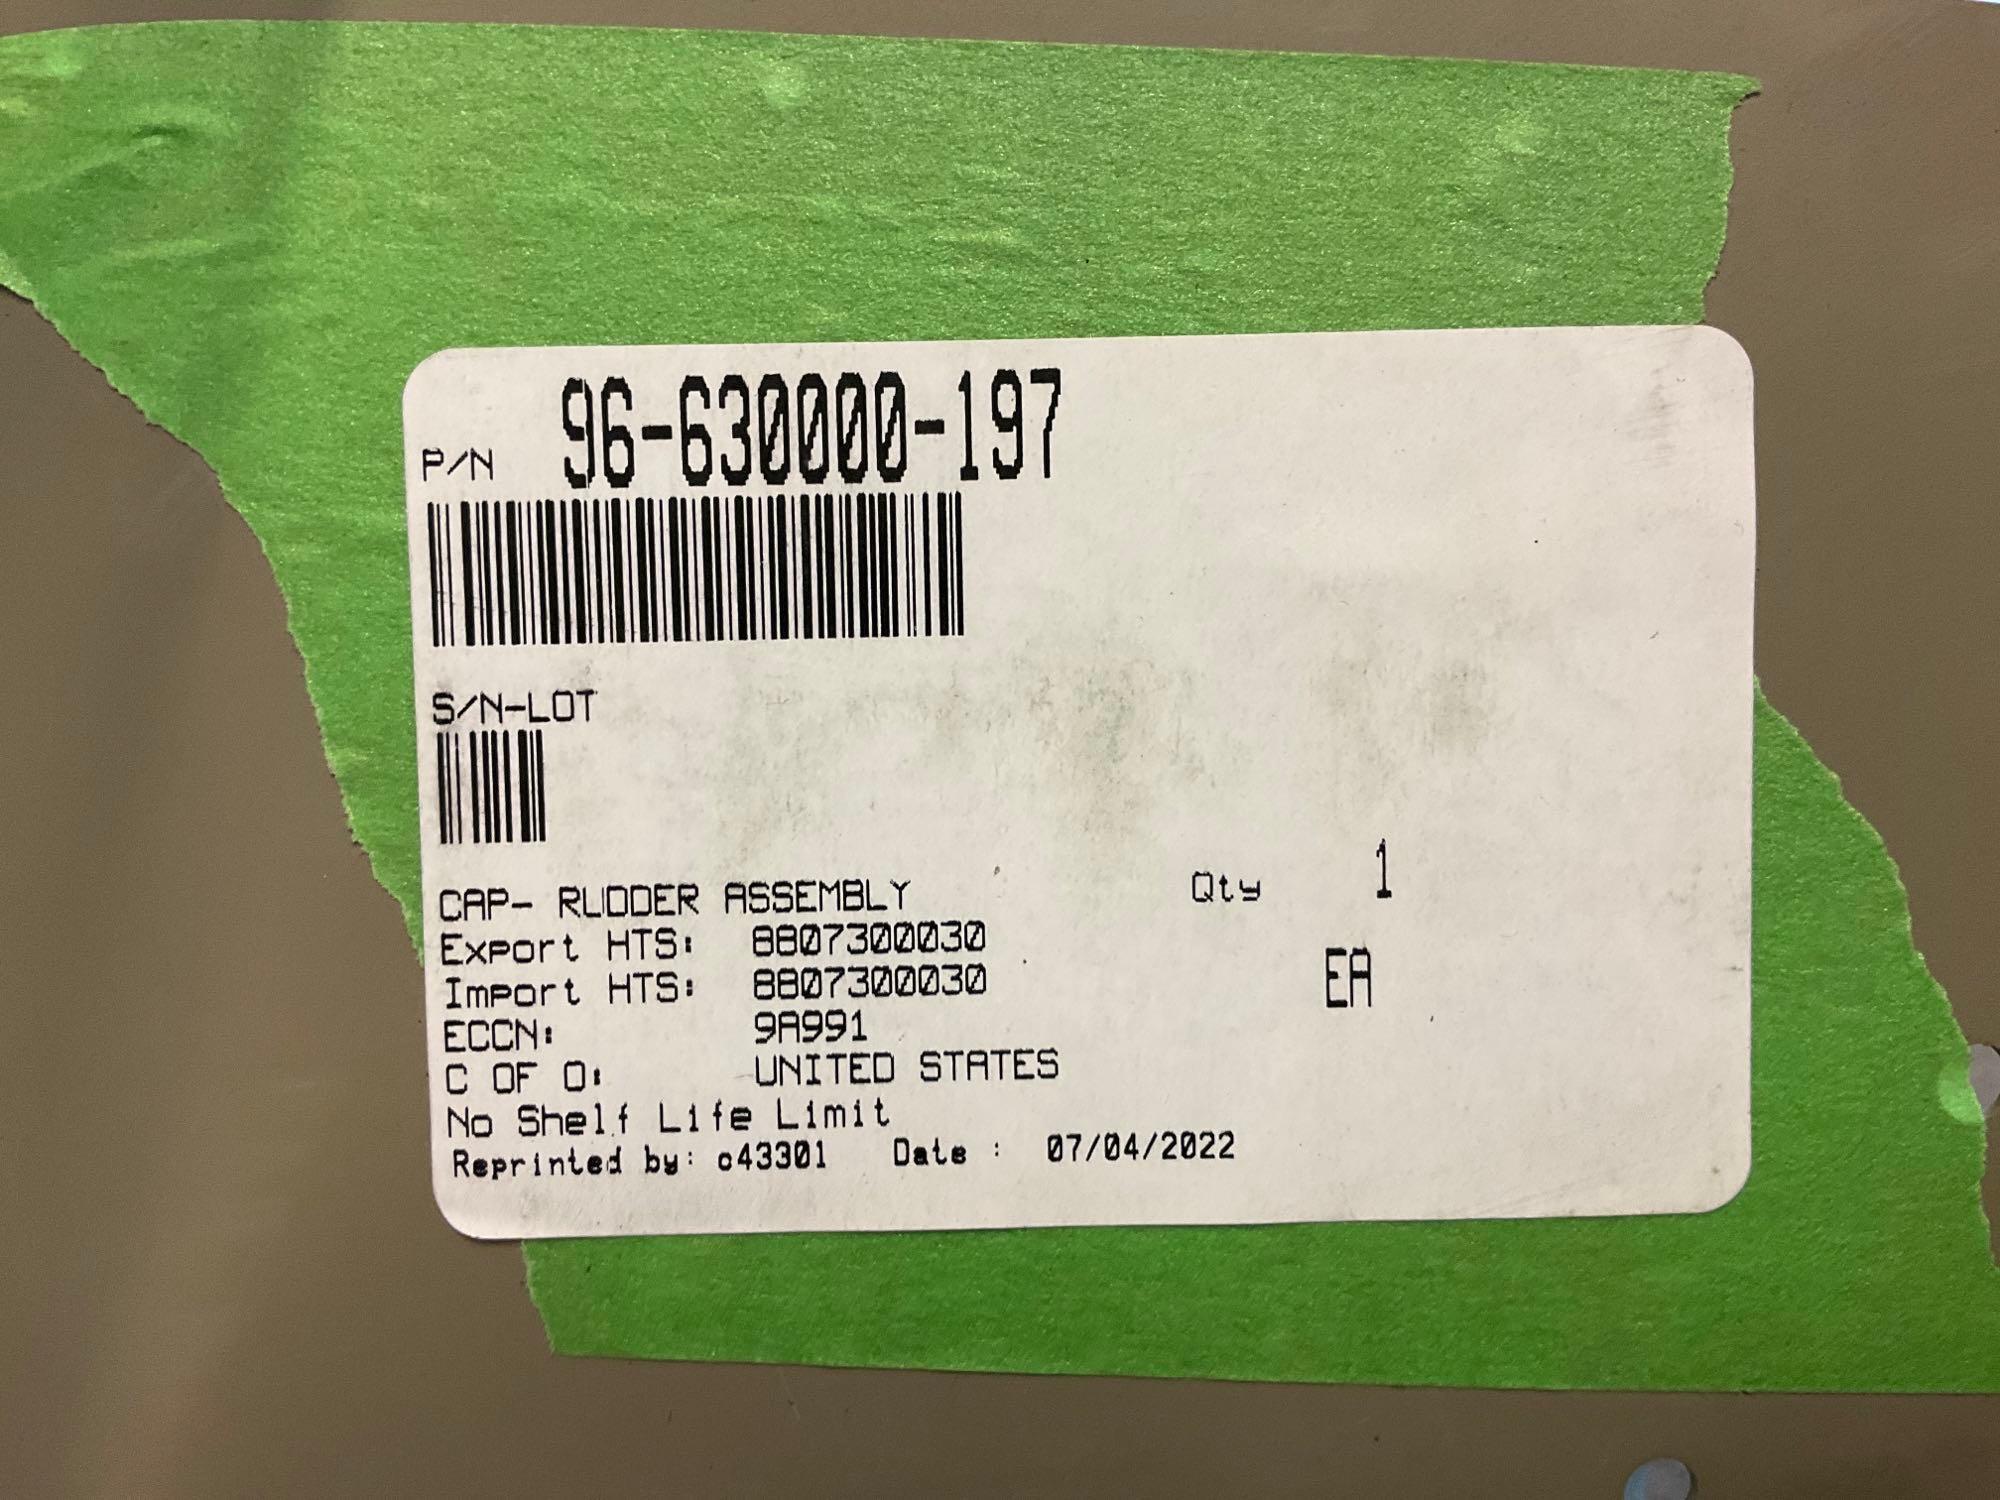 P/N 96-630000-197
S/N-LOT
CAP- RUDDER ASSEMBLY Qty 1
Export HTS: 8807300030
Import HTS: 8807300030 EA
ECCN: 9A991
C OF O: UNITED STATES
No Shelf Life Limit
Reprinted by: c43301 Date : 07/04/2022